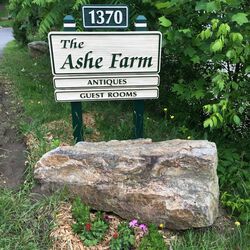 1370
The
Ashe Farm
ANTIQUES
GUEST ROOMS